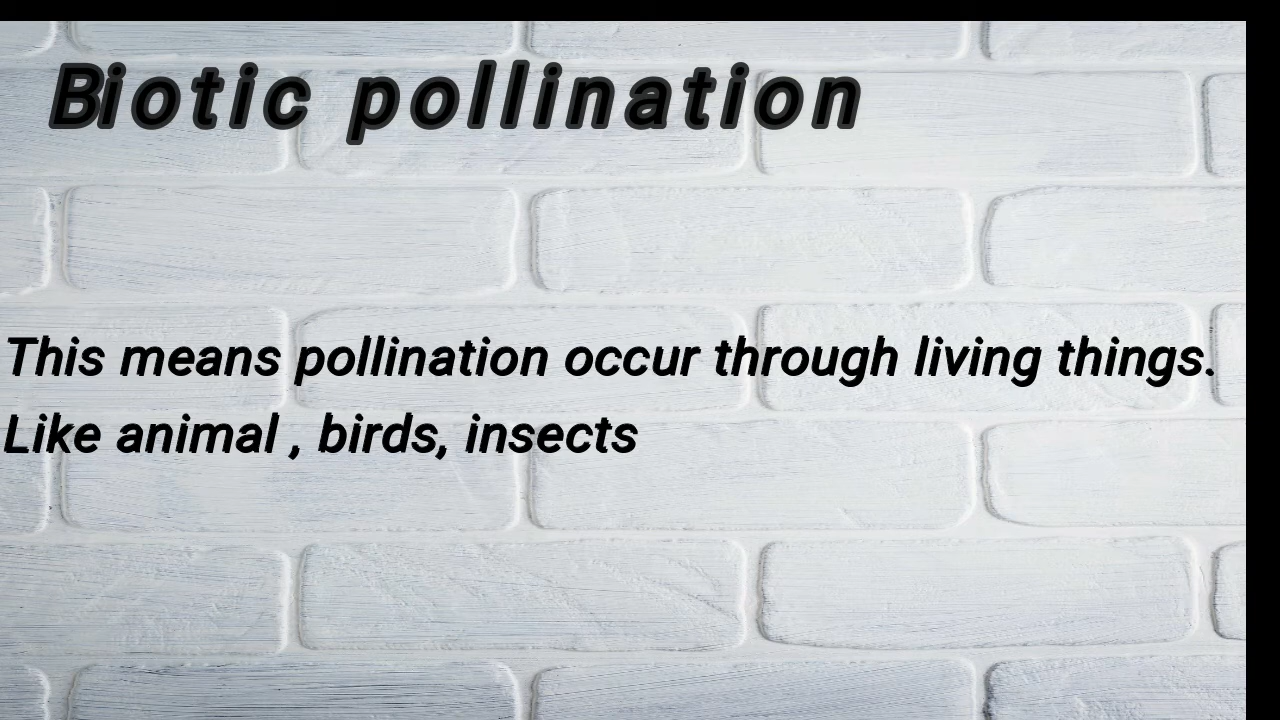 Biotic pollination
This means pollination occur through living things.
Like animal , birds, insects